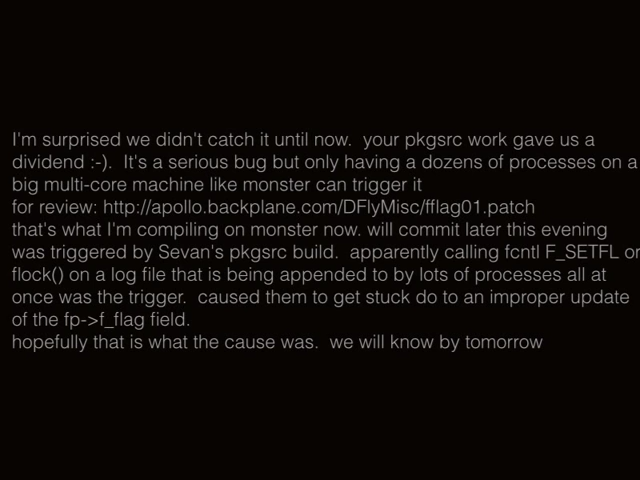 I'm surprised we didn't catch it until now.  your pkgsrc work gave us a
dividend :-).  It's a serious bug but only having a dozens of processes on a
big multi-core machine like monster can trigger it
for review: http://apollo.backplane.com/DFlyMisc/fflag01.patch
that's what I'm compiling on monster now. will commit later this evening
was triggered by Sevan's pkgsrc build.  apparently calling fcntl F_SETFL or
flock() on a log file that is being appended to by lots of processes all at
once was the trigger.  caused them to get stuck do to an improper update
of the fp->f_flag field.
hopefully that is what the cause was.  we will know by tomorrow